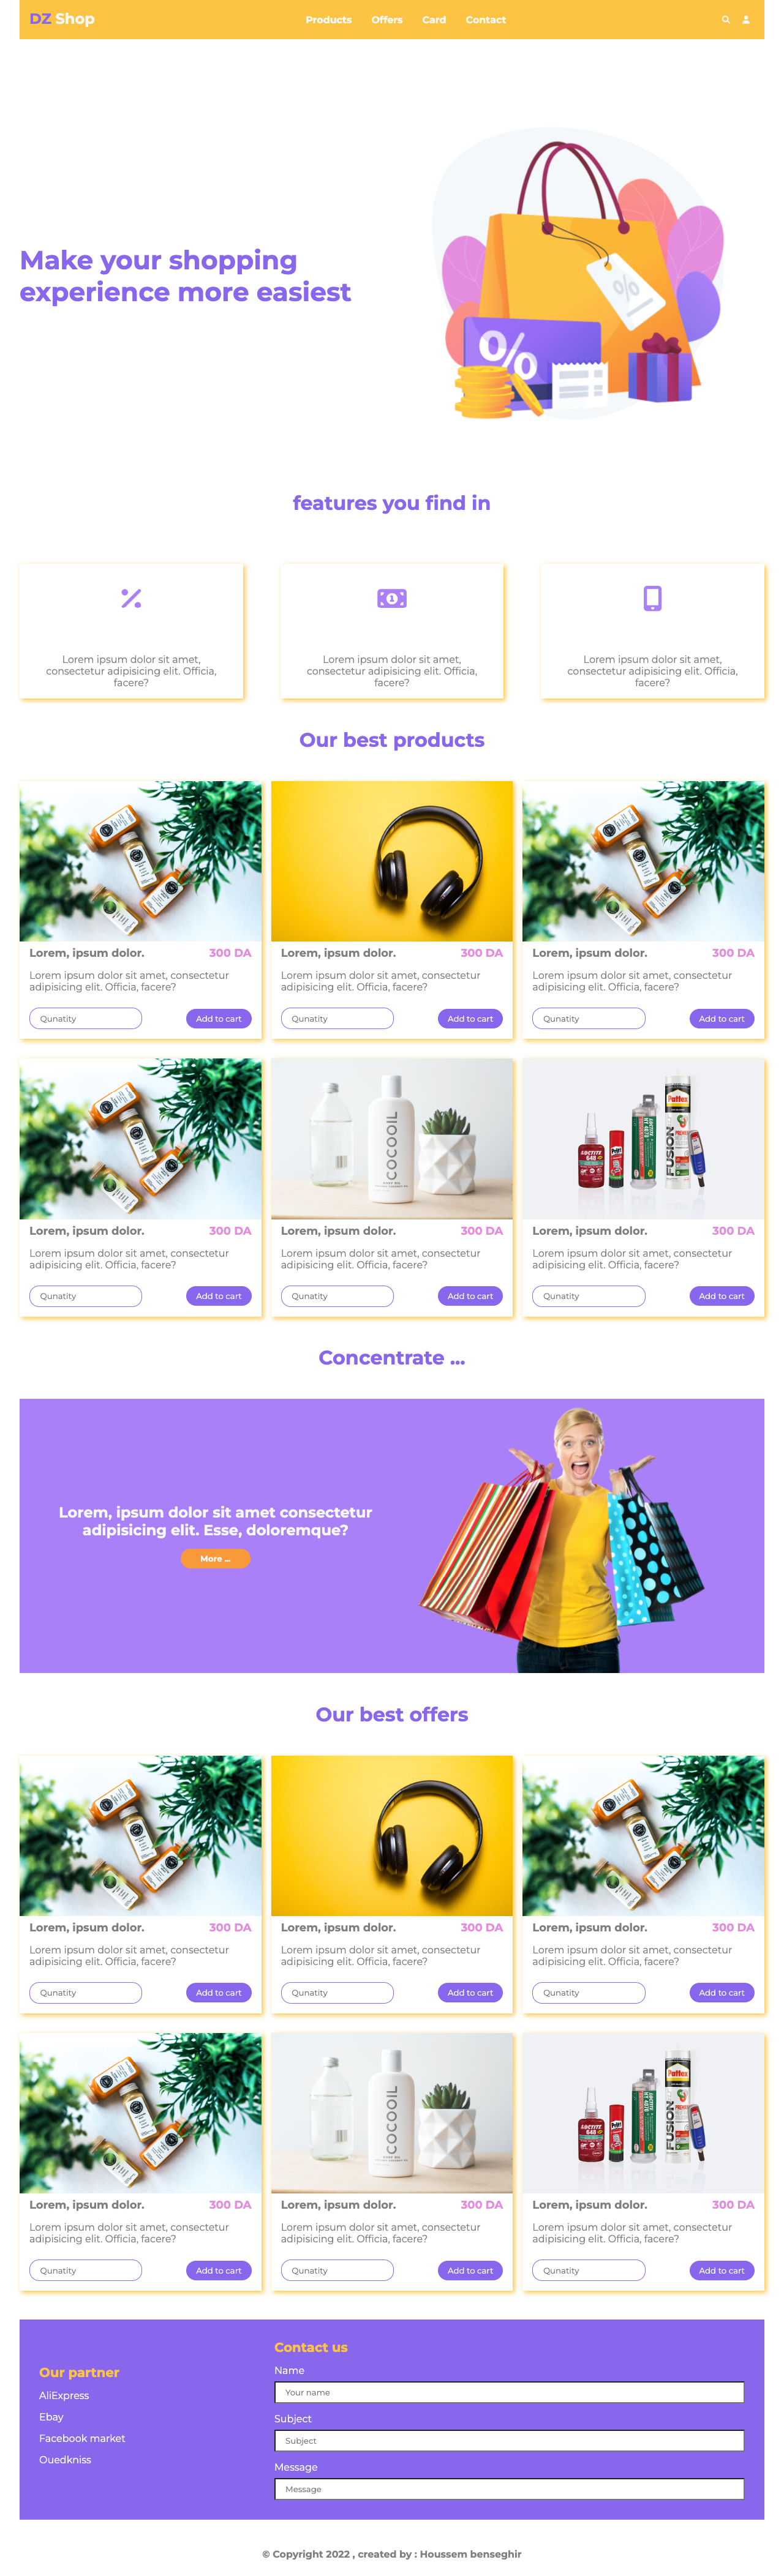 DZ Shop
Products Offers Card Contact
Make your shopping
experience more easiest
%
%
features you find in
1
Lorem ipsum dolor sit amet,
consectetur adipisicing elit. Officia,
facere?
Lorem ipsum dolor sit amet,
consectetur adipisicing elit. Officia,
facere?
Lorem ipsum dolor sit amet,
consectetur adipisicing elit. Officia,
facere?
Our best products
Lorem, ipsum dolor. 300 DA
Lorem ipsum dolor sit amet, consectetur
adipisicing elit. Officia, facere?
Qunatity Add to cart
Lorem, ipsum dolor. 300 DA
Lorem ipsum dolor sit amet, consectetur
adipisicing elit. Officia, facere?
Qunatity Add to cart
Lorem, ipsum dolor. 300 DA
Lorem ipsum dolor sit amet, consectetur
adipisicing elit. Officia, facere?
Qunatity Add to cart
Lorem, ipsum dolor. 300 DA
Lorem ipsum dolor sit amet, consectetur
adipisicing elit. Officia, facere?
Qunatity Add to cart
COCOOIL
Lorem, ipsum dolor. 300 DA
Lorem ipsum dolor sit amet, consectetur
adipisicing elit. Officia, facere?
Qunatity Add to cart
LOCTITE
648
Pritt
LOCTITE
Pattex
FUSION
PREMIUM
Lorem, ipsum dolor. 300 DA
Lorem ipsum dolor sit amet, consectetur
adipisicing elit. Officia, facere?
Qunatity Add to cart
Concentrate ...
Lorem, ipsum dolor sit amet consectetur
adipisicing elit. Esse, doloremque?
More ...
Our best offers
Lorem, ipsum dolor. 300 DA
Lorem ipsum dolor sit amet, consectetur
adipisicing elit. Officia, facere?
Qunatity Add to cart
Lorem, ipsum dolor. 300 DA
Lorem ipsum dolor sit amet, consectetur
adipisicing elit. Officia, facere?
Qunatity Add to cart
Lorem, ipsum dolor. 300 DA
Lorem ipsum dolor sit amet, consectetur
adipisicing elit. Officia, facere?
Qunatity Add to cart
Lorem, ipsum dolor. 300 DA
Lorem ipsum dolor sit amet, consectetur
adipisicing elit. Officia, facere?
Qunatity Add to cart
COCOOIL
Lorem, ipsum dolor. 300 DA
Lorem ipsum dolor sit amet, consectetur
adipisicing elit. Officia, facere?
Qunatity Add to cart
LOCTITE
648
Pritt
LOCTITE
Pattex
FUSION
PREMIUM
Lorem, ipsum dolor. 300 DA
Lorem ipsum dolor sit amet, consectetur
adipisicing elit. Officia, facere?
Qunatity Add to cart
Our partner
AliExpress
Ebay
Facebook market
Ouedkniss
Contact us
Name
Your name
Subject
Subject
Message
Message
© Copyright 2022 , created by : Houssem benseghir